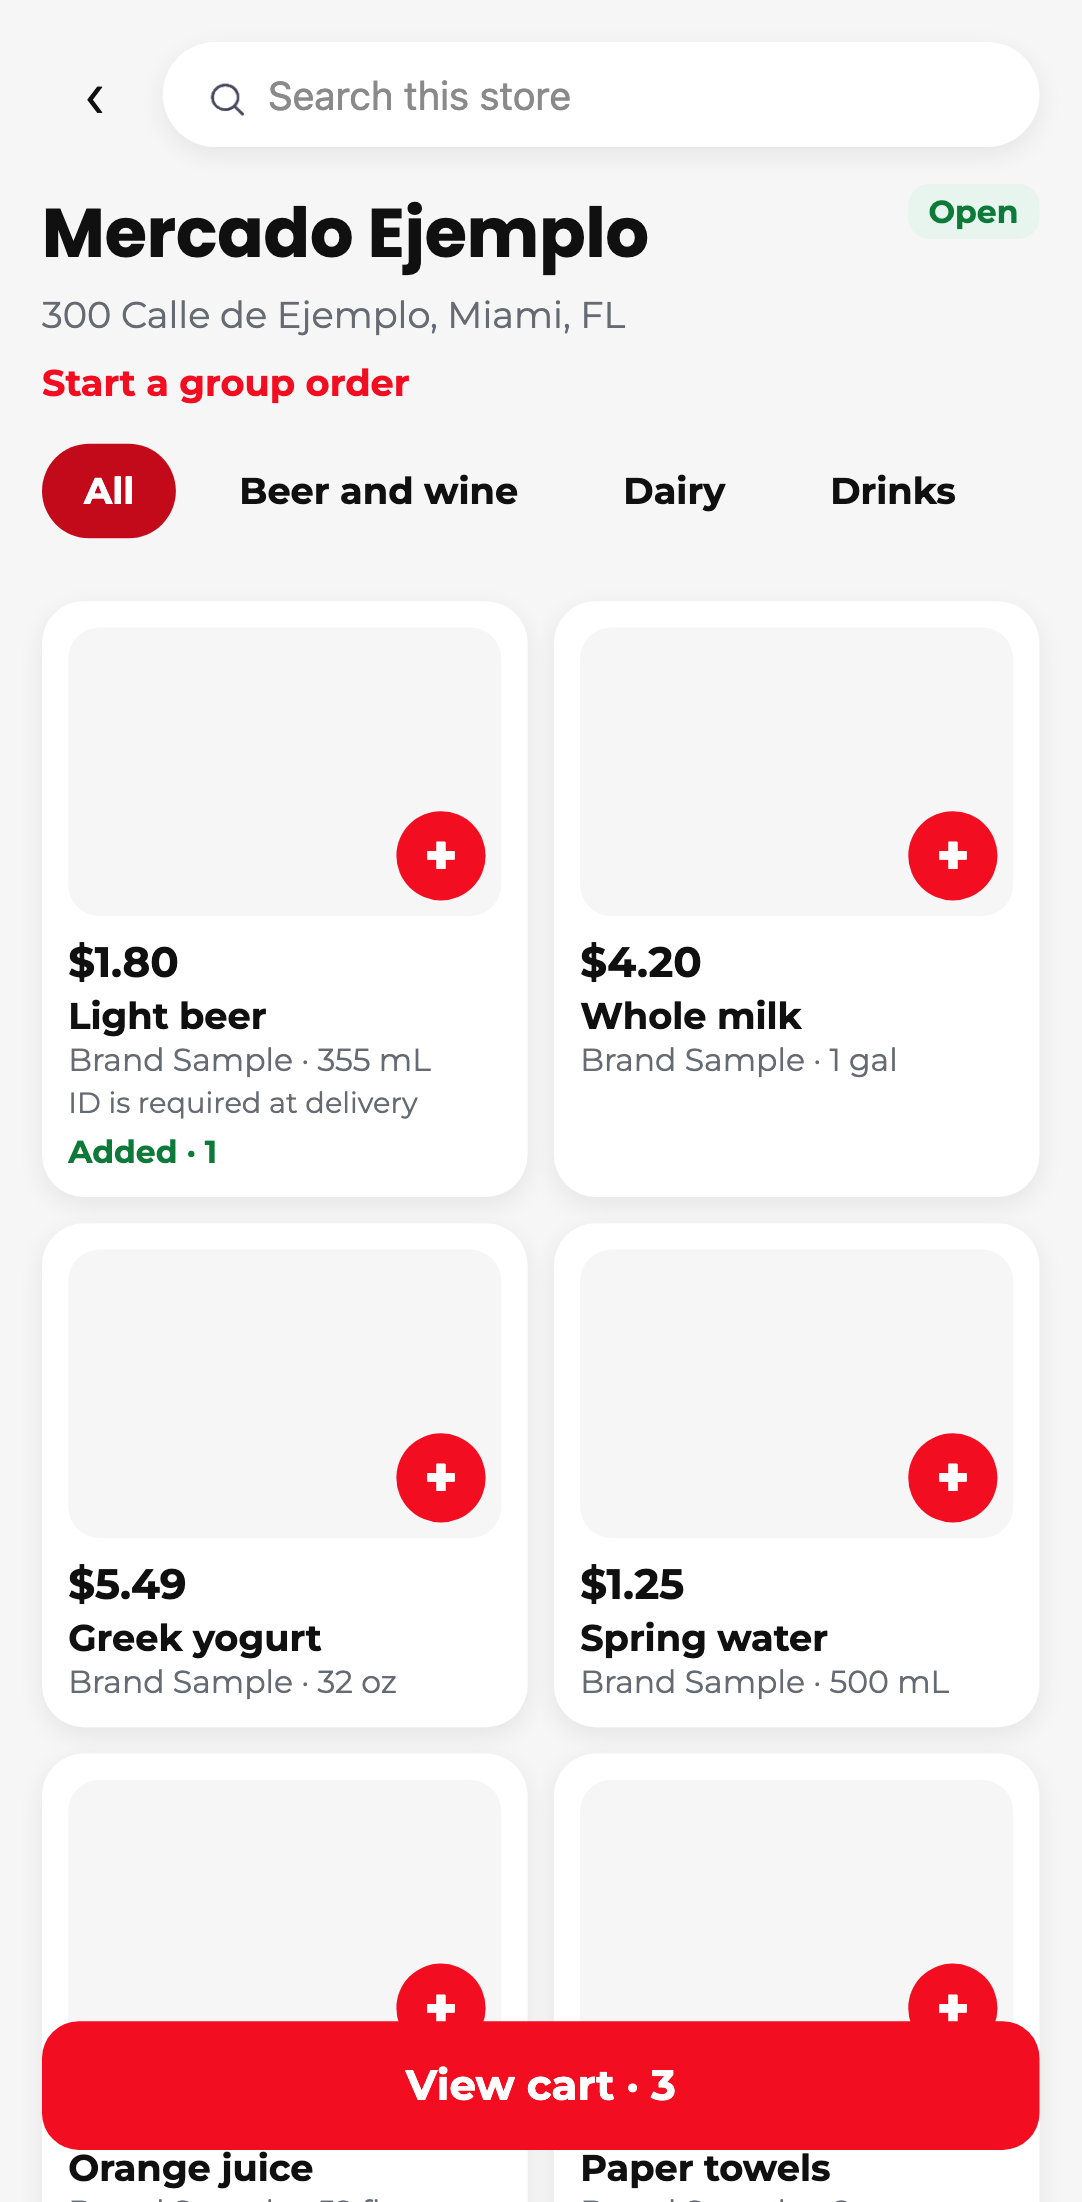 Search this store
Mercado Ejemplo
Open
300 Calle de Ejemplo, Miami, FL
Start a group order
All
Beer and wine
Dairy
Drinks
$1.80
Light beer
Brand Sample · 355 mL
ID is required at delivery
Added · 1
$4.20
Whole milk
Brand Sample · 1 gal
$5.49
Greek yogurt
Brand Sample · 32 oz
$1.25
Spring water
Brand Sample · 500 mL
View cart · 3
Orange juice
Paper towels